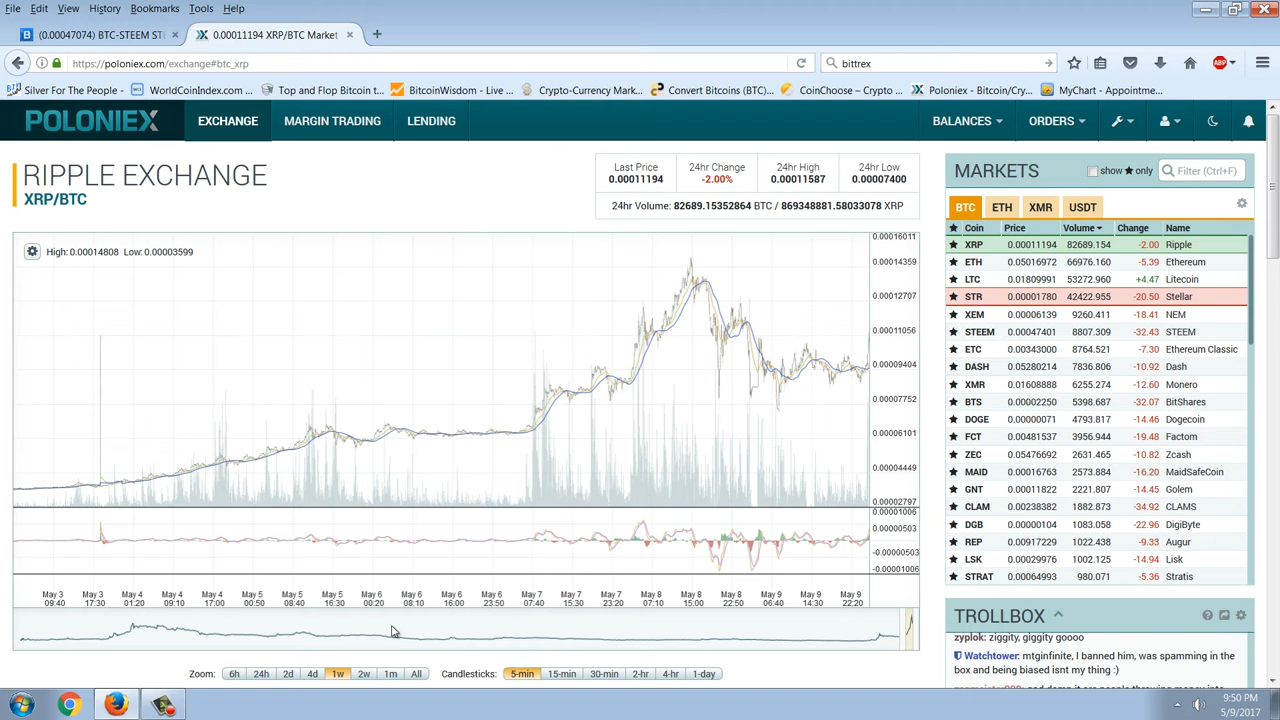 File Edit View History Bookmarks Tools Help
(0.00047074) BTC-STEEM STE × 0.00011194 XRP/BTC Market × +
https://poloniex.com/exchange#btc_xrp bittrex ABP
Silver For The People - WorldCoinIndex.com Top and Flop Bitcoin t... BitcoinWisdom - Live ... Crypto-Currency Mark... Convert Bitcoins (BTC)... CoinChoose – Crypto ... Poloniex - Bitcoin/Cry... MyChart - Appointme...
POLONIEX EXCHANGE MARGIN TRADING LENDING BALANCES ORDERS
RIPPLE EXCHANGE
XRP/BTC
Last Price 24hr Change 24hr High 24hr Low
0.00011194 -2.00% 0.00011587 0.00007400
24hr Volume: 82689.15352864 BTC / 869348881.58033078 XRP
High: 0.00014808 Low: 0.00003599
0.00016011
0.00014359
0.00012707
0.00011056
0.00009404
0.00007752
0.00006101
0.00004449
0.00002797
0.00001006
0.00000503
-0.00000503
-0.00001006
May 3 May 3 May 4 May 4 May 4 May 5 May 5 May 5 May 6 May 6 May 6 May 6 May 7 May 7 May 7 May 8 May 8 May 8 May 9 May 9 May 9
09:40 17:30 01:20 09:10 17:00 00:50 08:40 16:30 00:20 08:10 16:00 23:50 07:40 15:30 23:20 07:10 15:00 22:50 06:40 14:30 22:20
Zoom: 6h 24h 2d 4d 1w 2w 1m All Candlesticks: 5-min 15-min 30-min 2-hr 4-hr 1-day
MARKETS show ★ only Filter (Ctrl+F)
BTC ETH XMR USDT
★ Coin Price Volume Change Name
★ XRP 0.00011194 82689.154 -2.00 Ripple
★ ETH 0.05016972 66976.160 -5.39 Ethereum
★ LTC 0.01809991 53272.960 +4.47 Litecoin
★ STR 0.00001780 42422.955 -20.50 Stellar
★ XEM 0.00006139 9260.411 -18.41 NEM
★ STEEM 0.00047401 8807.309 -32.43 STEEM
★ ETC 0.00343000 8764.521 -7.30 Ethereum Classic
★ DASH 0.05280214 7836.806 -10.92 Dash
★ XMR 0.01608888 6255.274 -12.60 Monero
★ BTS 0.00002250 5398.687 -32.07 BitShares
★ DOGE 0.00000071 4793.817 -14.46 Dogecoin
★ FCT 0.00481537 3956.944 -19.48 Factom
★ ZEC 0.05476692 2631.465 -10.82 Zcash
★ MAID 0.00016763 2573.884 -16.20 MaidSafeCoin
★ GNT 0.00011822 2221.807 -14.45 Golem
★ CLAM 0.00238382 1882.873 -34.92 CLAMS
★ DGB 0.00000104 1083.058 -22.96 DigiByte
★ REP 0.00917229 1022.438 -9.33 Augur
★ LSK 0.00029976 1002.125 -14.94 Lisk
★ STRAT 0.00064993 980.071 -5.36 Stratis
TROLLBOX
zyplok: ziggity, giggity goooo
Watchtower: mtginfinite, I banned him, was spamming in the
box and being biased isnt my thing :)
9:50 PM
5/9/2017